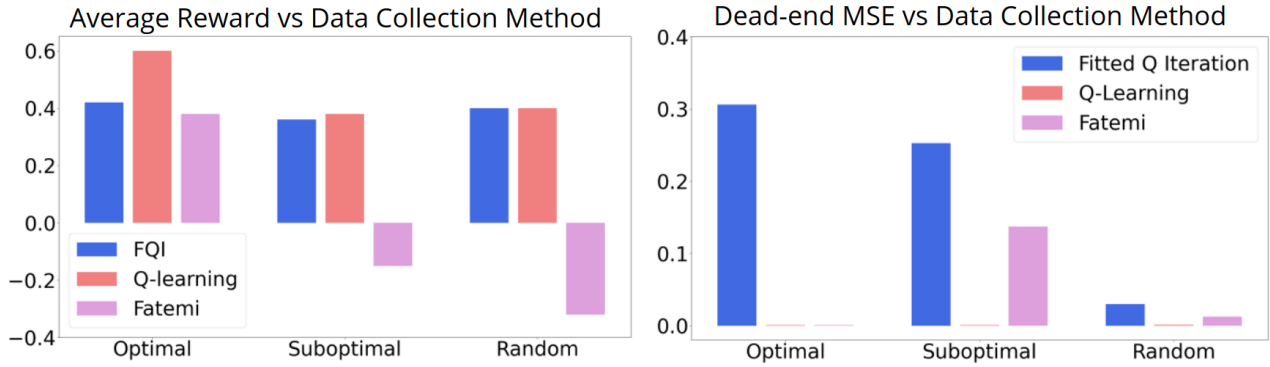 Average Reward vs Data Collection Method
0.6
0.4
0.2
0.0
−0.2
−0.4
FQI
Q-learning
Fatemi
Optimal Suboptimal Random
Dead-end MSE vs Data Collection Method
0.4
0.3
0.2
0.1
0.0
Fitted Q Iteration
Q-Learning
Fatemi
Optimal Suboptimal Random